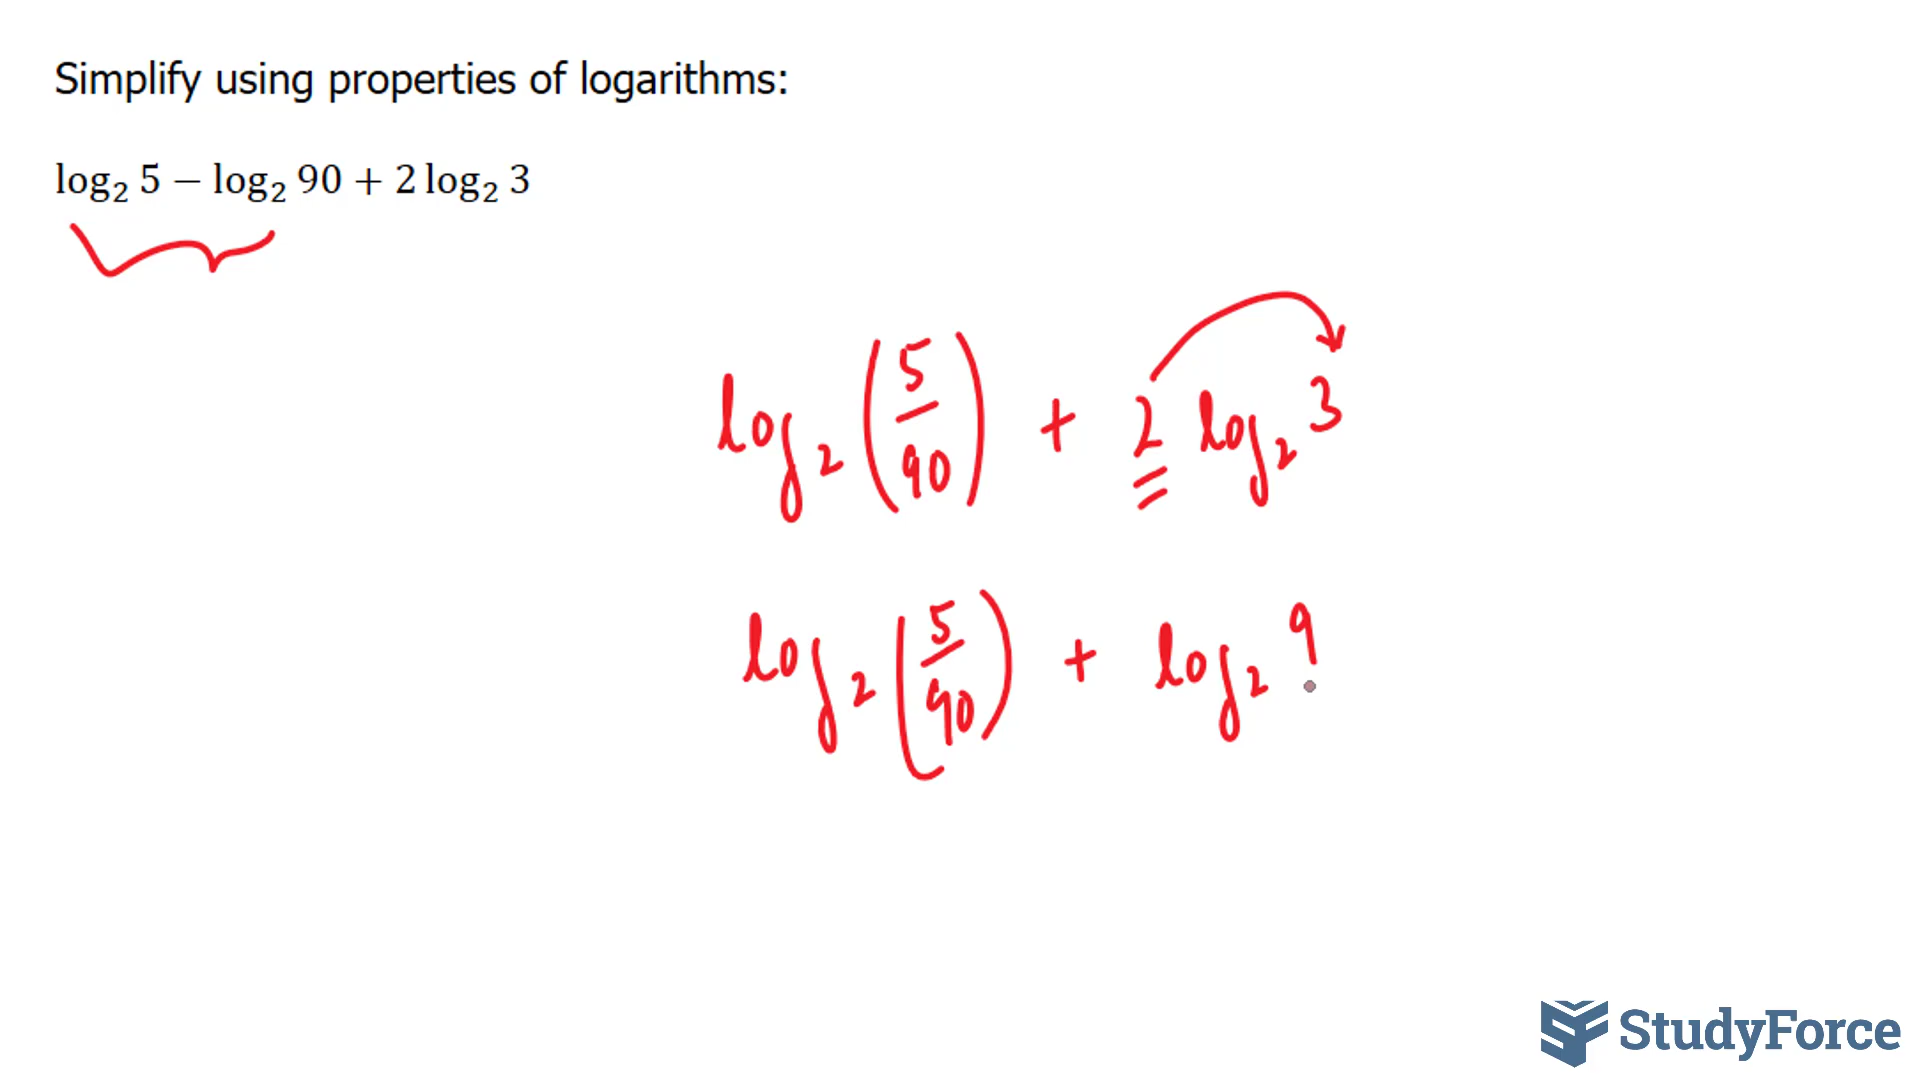 Simplify using properties of logarithms:
log₂ 5 − log₂ 90 + 2 log₂ 3
log₂ (5/90) + 2 log₂ 3
log₂ (5/90) + log₂ 9
StudyForce